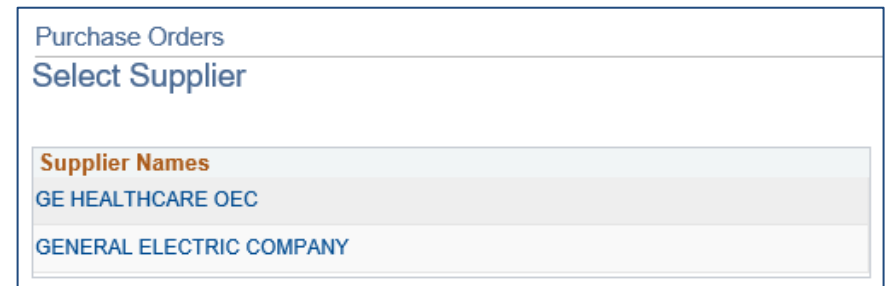 Purchase Orders
Select Supplier
Supplier Names
GE HEALTHCARE OEC
GENERAL ELECTRIC COMPANY